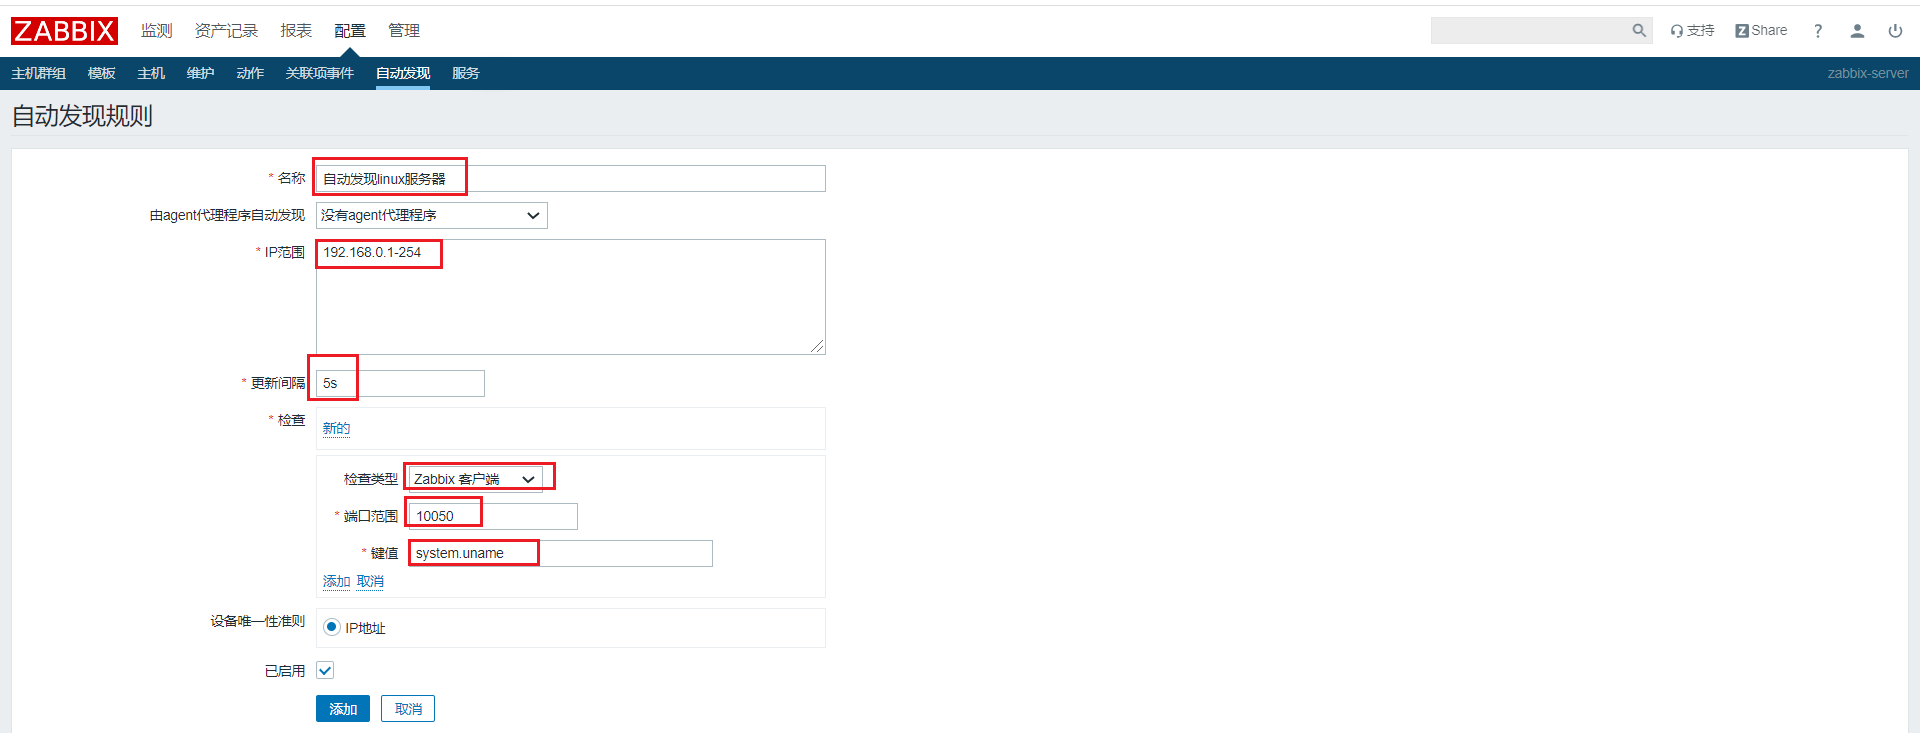 ZABBIX 监测 资产记录 报表 配置 管理 支持 Z Share ?
主机群组 模板 主机 维护 动作 关联项事件 自动发现 服务 zabbix-server
自动发现规则
* 名称 自动发现linux服务器
由agent代理程序自动发现 没有agent代理程序
* IP范围 192.168.0.1-254
* 更新间隔 5s
* 检查 新的
检查类型 Zabbix 客户端
* 端口范围 10050
* 键值 system.uname
添加 取消
设备唯一性准则 IP地址
已启用
添加 取消